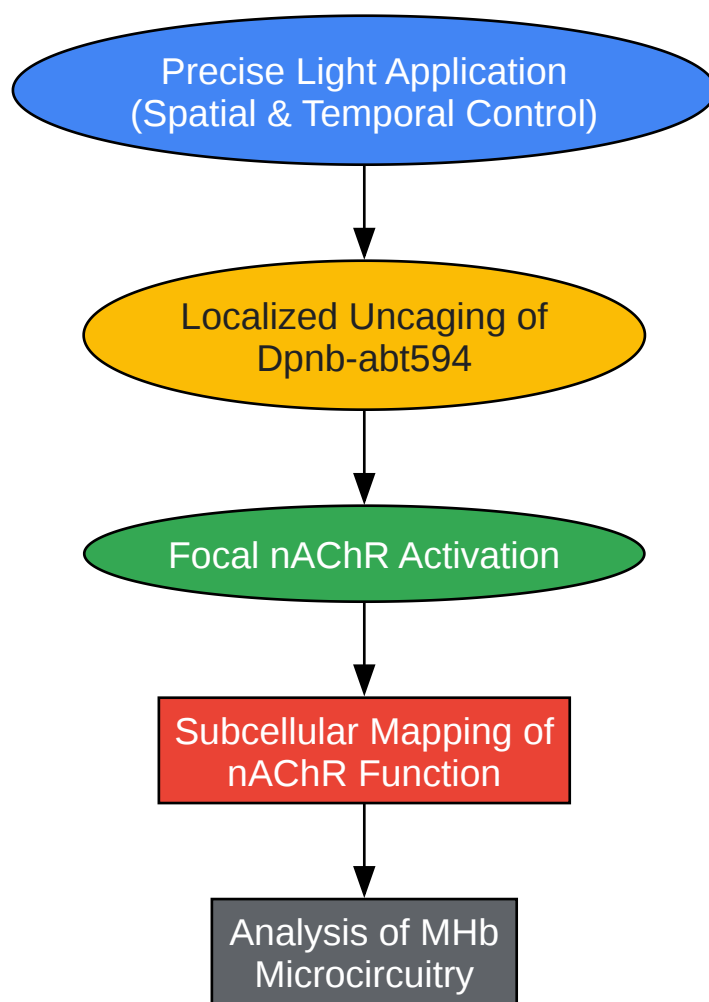 Precise Light Application
(Spatial & Temporal Control)
Localized Uncaging of
Dpnb-abt594
Focal nAChR Activation
Subcellular Mapping of
nAChR Function
Analysis of MHb
Microcircuitry